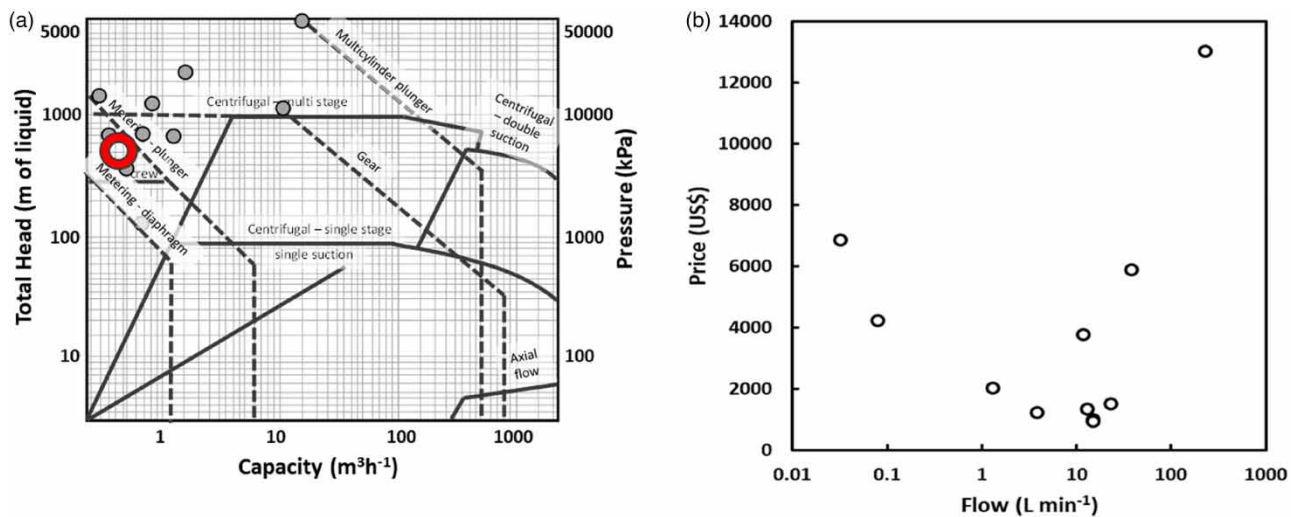 (a)
5000
1000
100
10
Total Head (m of liquid)
Metering - plunger
Metering - diaphragm
crew
Centrifugal – multi stage
Multicylinder plunger
Centrifugal
– double
suction
Gear
Centrifugal – single stage
single suction
Axial
flow
50000
10000
1000
100
Pressure (kPa)
1
10
100
1000
Capacity (m³h⁻¹)
(b)
14000
12000
10000
8000
6000
4000
2000
0
Price (US$)
0.01
0.1
1
10
100
1000
Flow (L min⁻¹)